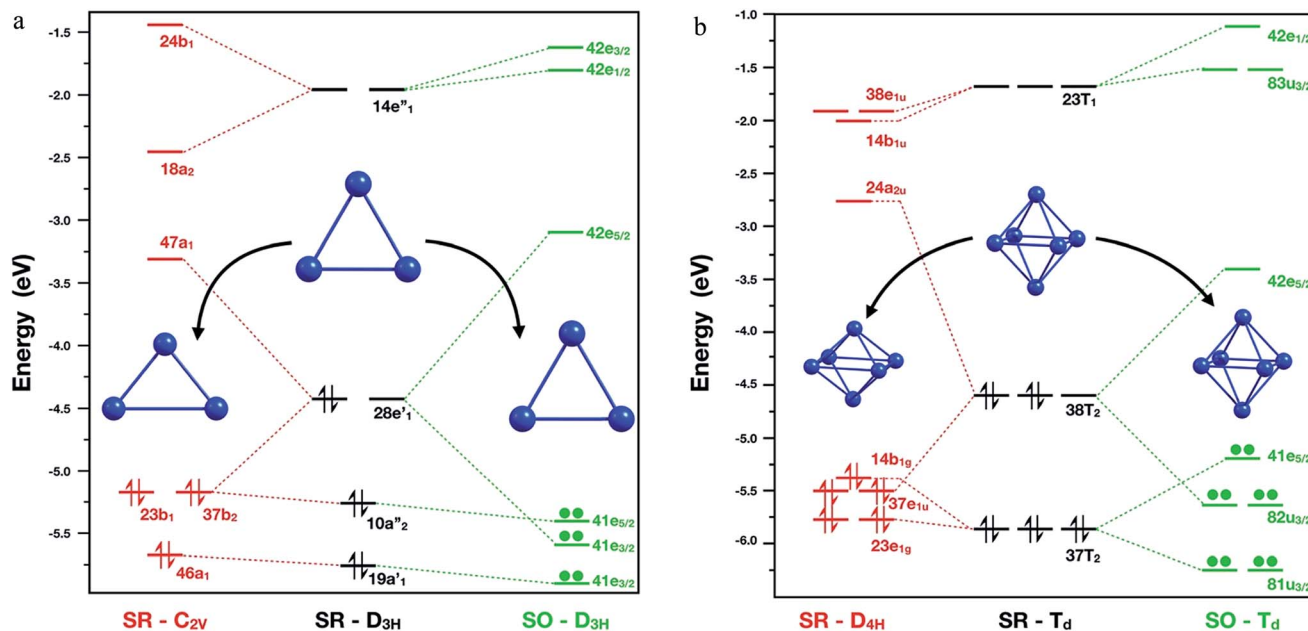 a
Energy (eV)
-1.5
-2.0
-2.5
-3.0
-3.5
-4.0
-4.5
-5.0
-5.5
24b1
18a2
47a1
23b1
37b2
46a1
14e"1
28e'1
10a"2
19a'1
42e3/2
42e1/2
42e5/2
41e5/2
41e3/2
41e3/2
SR - C2V
SR - D3H
SO - D3H
b
Energy (eV)
-1.0
-1.5
-2.0
-2.5
-3.0
-3.5
-4.0
-4.5
-5.0
-5.5
-6.0
38e1u
14b1u
24a2u
14b1g
37e1u
23e1g
23T1
38T2
37T2
42e1/2
83u3/2
42e5/2
41e5/2
82u3/2
81u3/2
SR - D4H
SR - Td
SO - Td